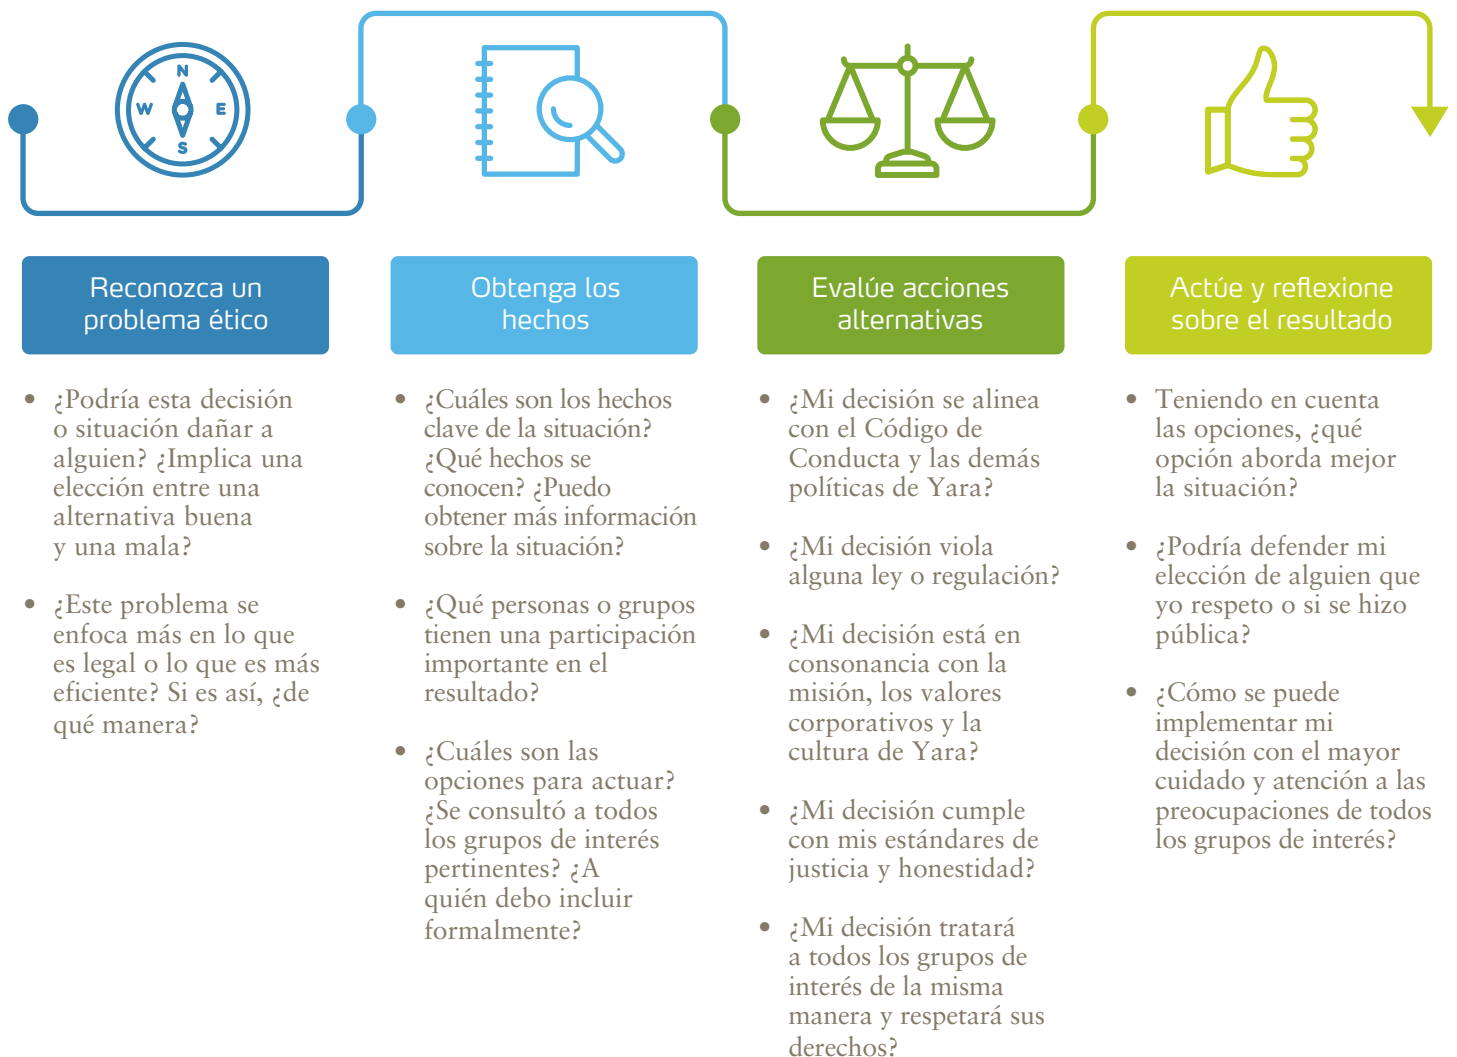 N
W
E
S
Reconozca un
problema ético
• ¿Podría esta decisión
o situación dañar a
alguien? ¿Implica una
elección entre una
alternativa buena
y una mala?
• ¿Este problema se
enfoca más en lo que
es legal o lo que es más
eficiente? Si es así, ¿de
qué manera?
Obtenga los
hechos
• ¿Cuáles son los hechos
clave de la situación?
¿Qué hechos se
conocen? ¿Puedo
obtener más información
sobre la situación?
• ¿Qué personas o grupos
tienen una participación
importante en el
resultado?
• ¿Cuáles son las
opciones para actuar?
¿Se consultó a todos
los grupos de interés
pertinentes? ¿A
quién debo incluir
formalmente?
Evalúe acciones
alternativas
• ¿Mi decisión se alinea
con el Código de
Conducta y las demás
políticas de Yara?
• ¿Mi decisión viola
alguna ley o regulación?
• ¿Mi decisión está en
consonancia con la
misión, los valores
corporativos y la
cultura de Yara?
• ¿Mi decisión cumple
con mis estándares de
justicia y honestidad?
• ¿Mi decisión tratará
a todos los grupos de
interés de la misma
manera y respetará sus
derechos?
Actúe y reflexione
sobre el resultado
• Teniendo en cuenta
las opciones, ¿qué
opción aborda mejor
la situación?
• ¿Podría defender mi
elección de alguien que
yo respeto o si se hizo
pública?
• ¿Cómo se puede
implementar mi
decisión con el mayor
cuidado y atención a las
preocupaciones de todos
los grupos de interés?